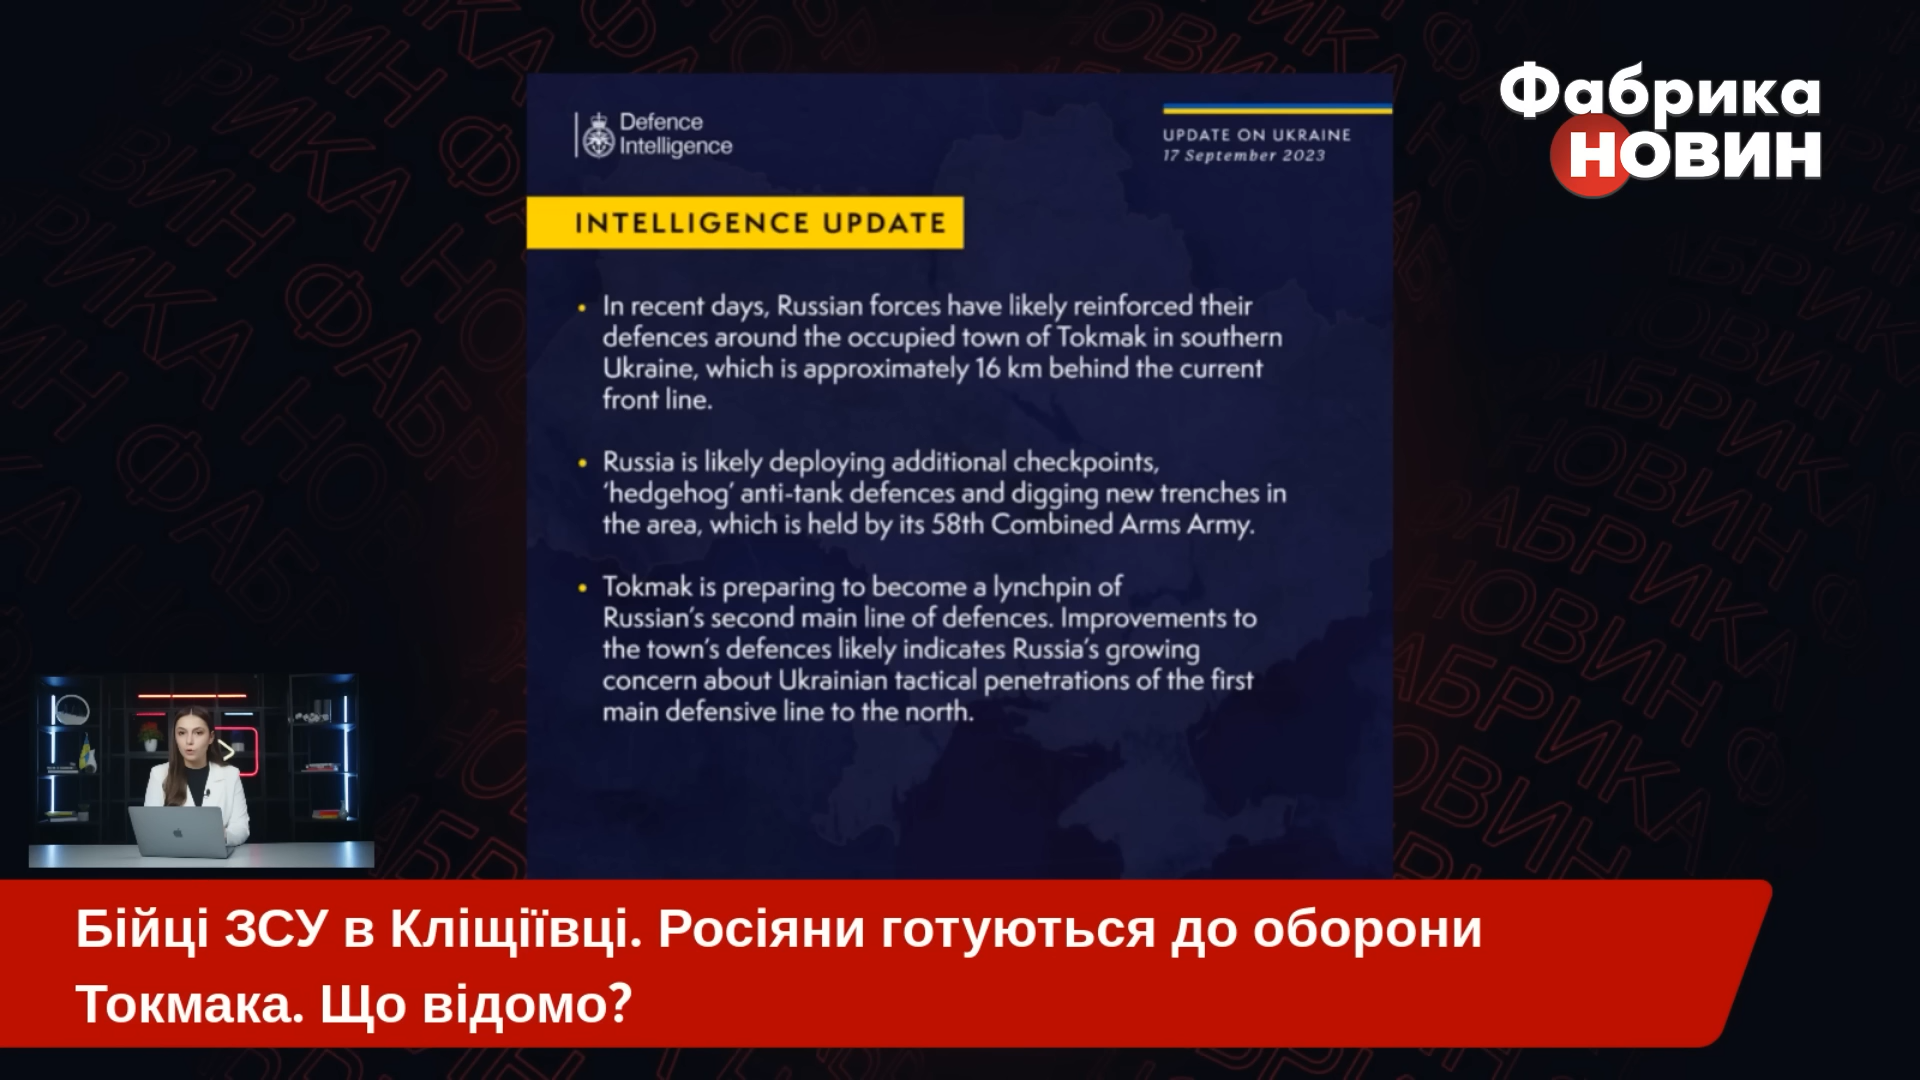 Фабрика
новин
Defence
Intelligence
UPDATE ON UKRAINE
17 September 2023
INTELLIGENCE UPDATE
• In recent days, Russian forces have likely reinforced their
defences around the occupied town of Tokmak in southern
Ukraine, which is approximately 16 km behind the current
front line.
• Russia is likely deploying additional checkpoints,
‘hedgehog’ anti-tank defences and digging new trenches in
the area, which is held by its 58th Combined Arms Army.
• Tokmak is preparing to become a lynchpin of
Russian’s second main line of defences. Improvements to
the town’s defences likely indicates Russia’s growing
concern about Ukrainian tactical penetrations of the first
main defensive line to the north.
Бійці ЗСУ в Кліщіївці. Росіяни готуються до оборони
Токмака. Що відомо?